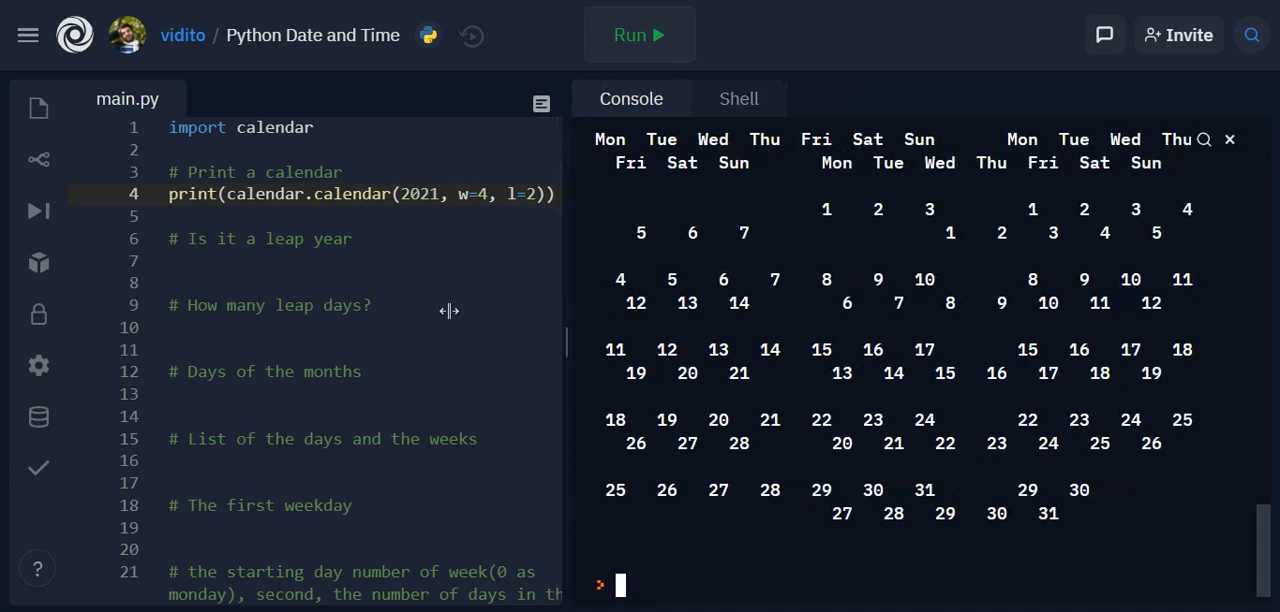 vidito / Python Date and Time
Run
Invite
main.py
1 import calendar
2
3 # Print a calendar
4 print(calendar.calendar(2021, w=4, l=2))
5
6 # Is it a leap year
7
8
9 # How many leap days?
10
11
12 # Days of the months
13
14
15 # List of the days and the weeks
16
17
18 # The first weekday
19
20
21 # the starting day number of week(0 as
monday), second, the number of days in th
?
Console Shell
Mon Tue Wed Thu Fri Sat Sun Mon Tue Wed Thu
Fri Sat Sun Mon Tue Wed Thu Fri Sat Sun
1 2 3 1 2 3 4
5 6 7 1 2 3 4 5
4 5 6 7 8 9 10 8 9 10 11
12 13 14 6 7 8 9 10 11 12
11 12 13 14 15 16 17 15 16 17 18
19 20 21 13 14 15 16 17 18 19
18 19 20 21 22 23 24 22 23 24 25
26 27 28 20 21 22 23 24 25 26
25 26 27 28 29 30 31 29 30
27 28 29 30 31
>